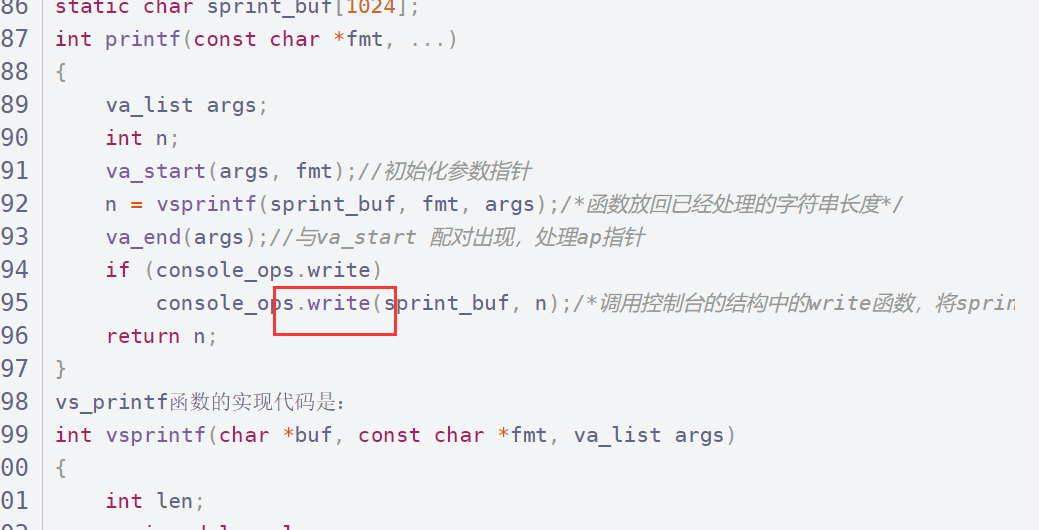 86 static char sprint_buf[1024];
87 int printf(const char *fmt, ...)
88 {
89 va_list args;
90 int n;
91 va_start(args, fmt);//初始化参数指针
92 n = vsprintf(sprint_buf, fmt, args);/*函数放回已经处理的字符串长度*/
93 va_end(args);//与va_start 配对出现，处理ap指针
94 if (console_ops.write)
95 console_ops.write(sprint_buf, n);/*调用控制台的结构中的write函数，将sprin
96 return n;
97 }
98 vs_printf函数的实现代码是：
99 int vsprintf(char *buf, const char *fmt, va_list args)
00 {
01 int len;